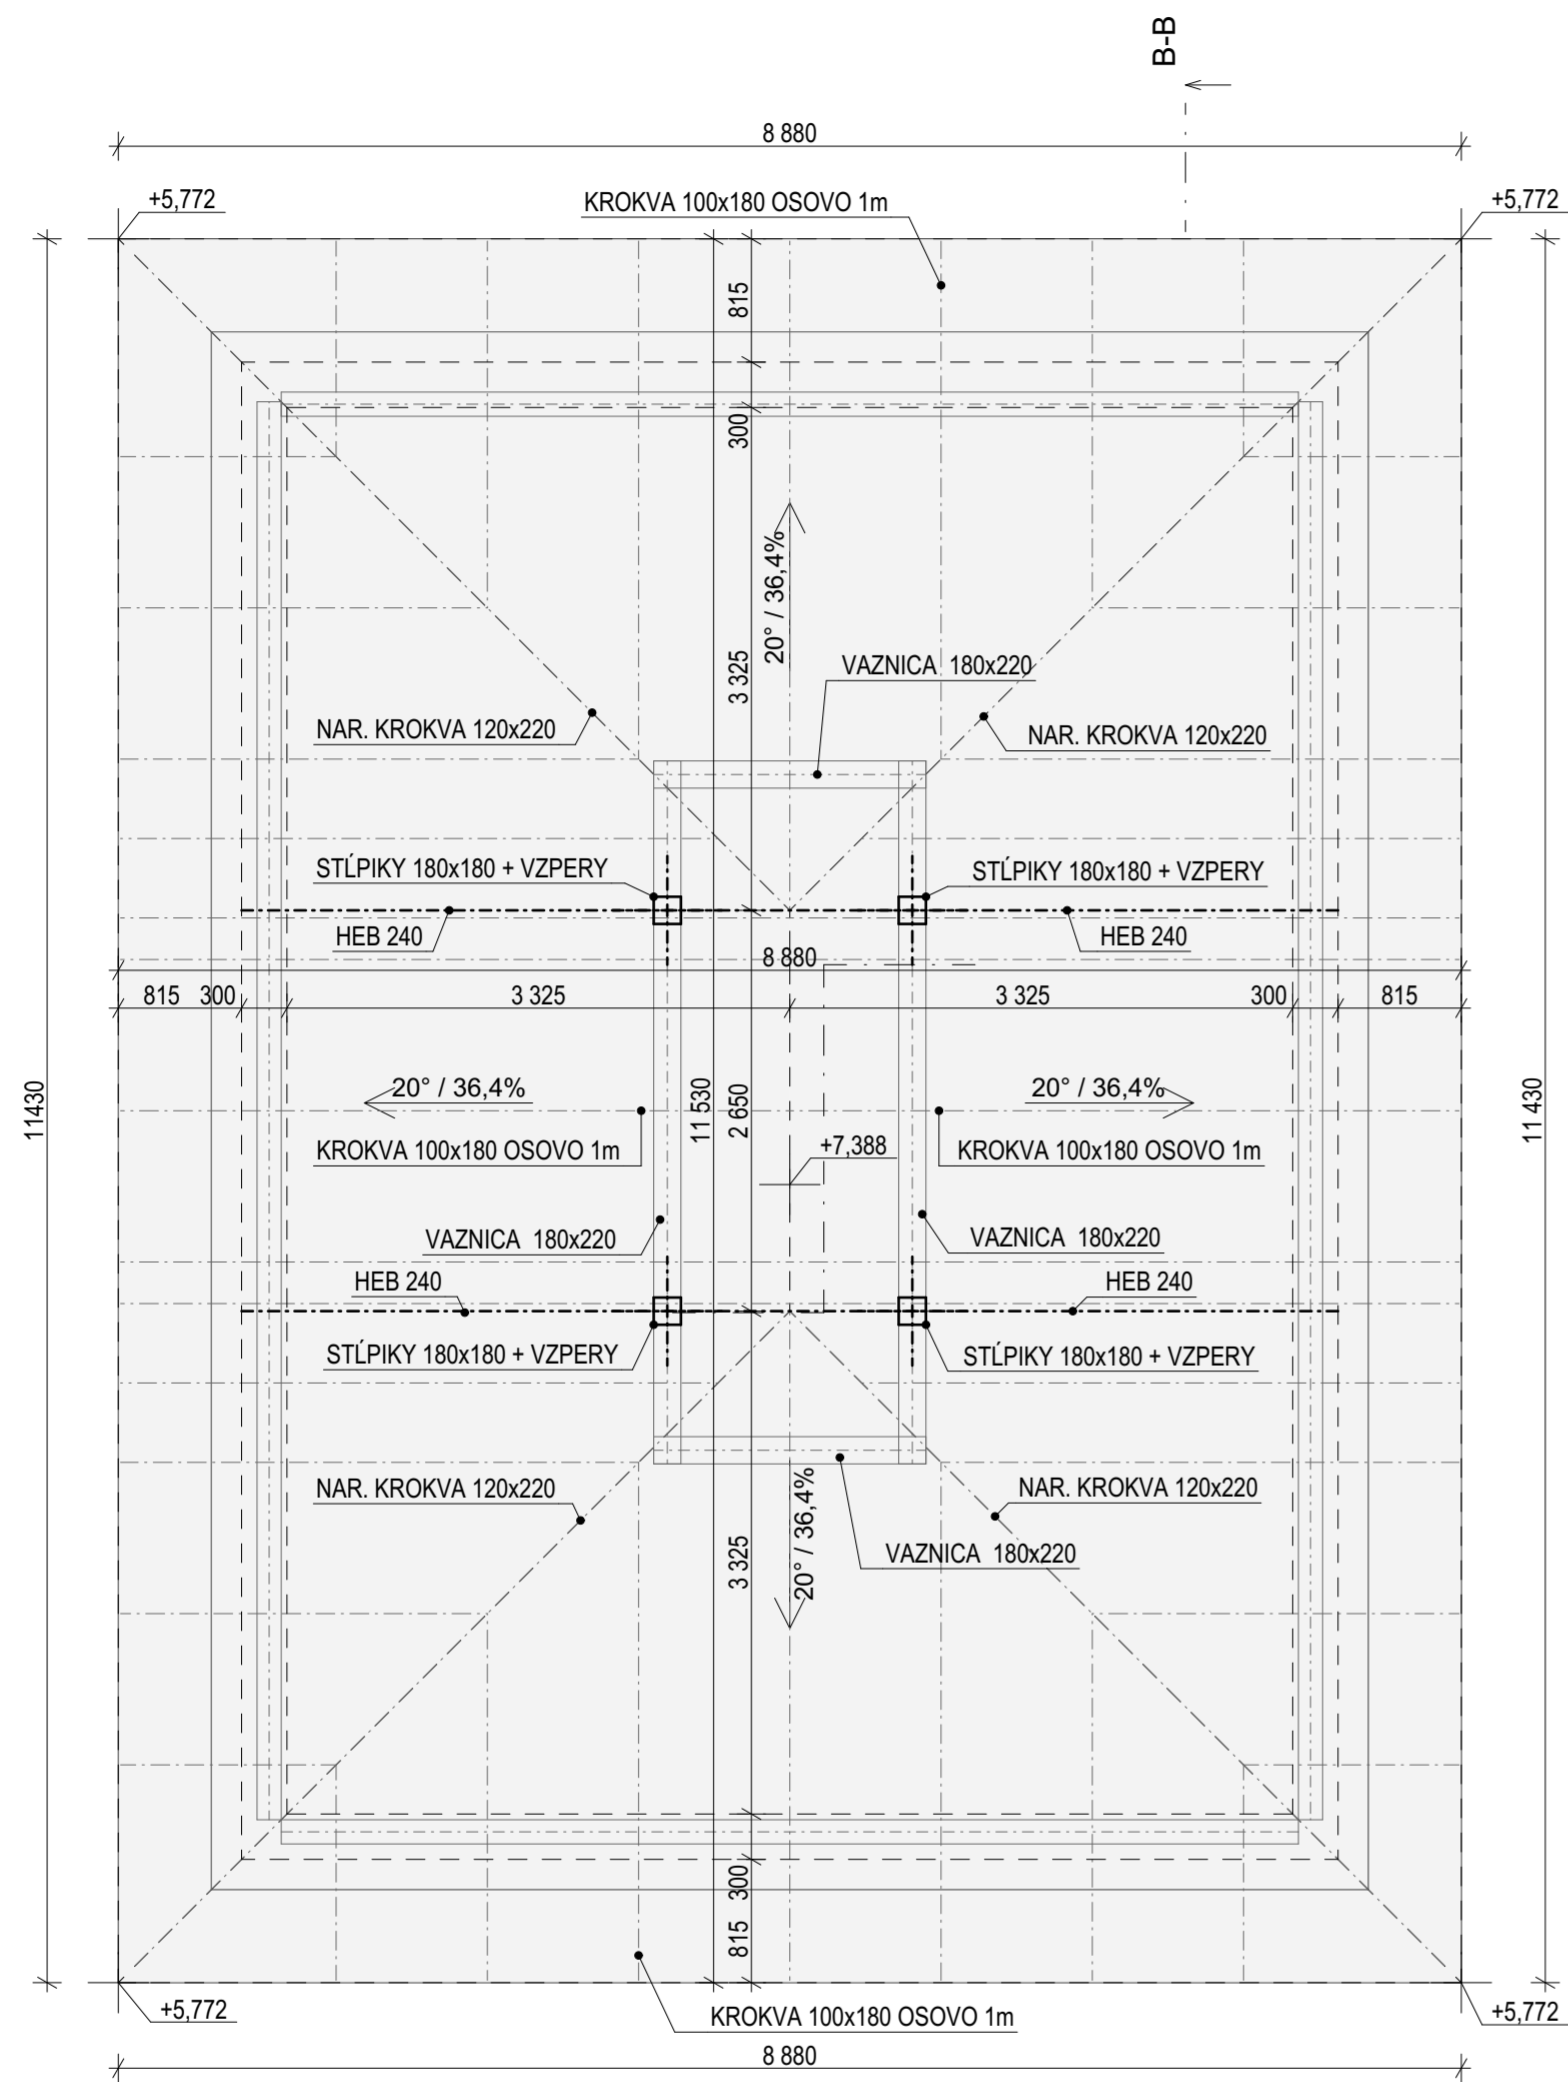 B-B
8 880
+5,772
KROKVA 100x180 OSOVO 1m
+5,772
815
300
20° / 36,4%
3 325
VAZNICA 180x220
NAR. KROKVA 120x220
NAR. KROKVA 120x220
STĹPIKY 180x180 + VZPERY
STĹPIKY 180x180 + VZPERY
HEB 240
HEB 240
8 880
815 300 3 325 3 325 300 815
20° / 36,4%
20° / 36,4%
11430
11 530
2 650
11 430
KROKVA 100x180 OSOVO 1m
KROKVA 100x180 OSOVO 1m
+7,388
VAZNICA 180x220
VAZNICA 180x220
HEB 240
HEB 240
STĹPIKY 180x180 + VZPERY
STĹPIKY 180x180 + VZPERY
NAR. KROKVA 120x220
NAR. KROKVA 120x220
20° / 36,4%
3 325
VAZNICA 180x220
300
815
+5,772
KROKVA 100x180 OSOVO 1m
+5,772
8 880